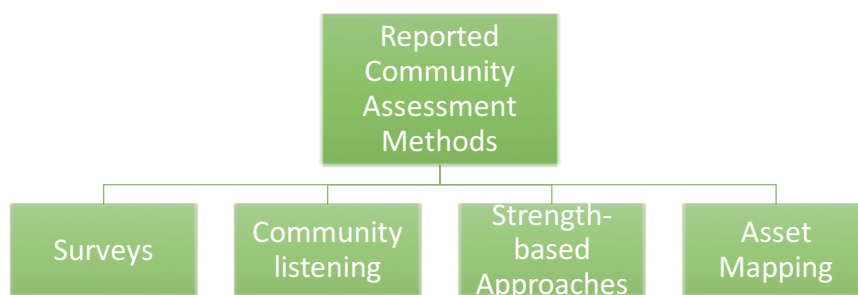 Reported
Community
Assessment
Methods
Surveys
Community
listening
Strength-
based
Approaches
Asset
Mapping